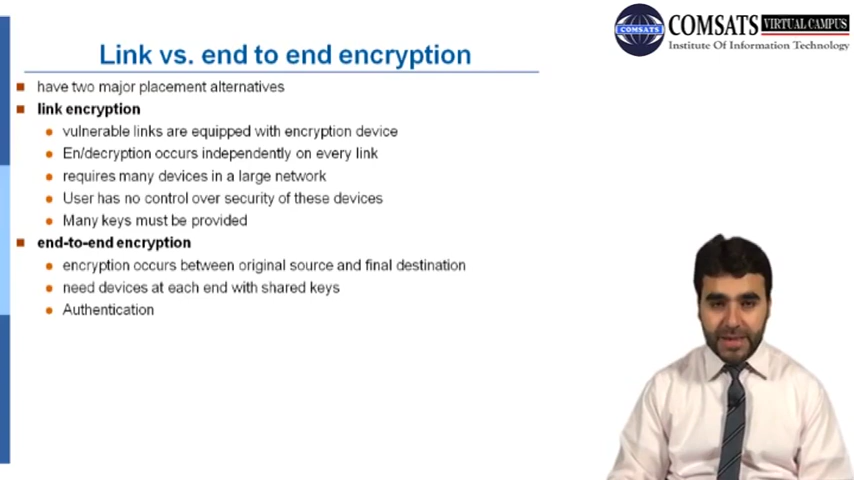 COMSATS VIRTUAL CAMPUS
COMSATS
Institute Of Information Technology
Link vs. end to end encryption
have two major placement alternatives
link encryption
vulnerable links are equipped with encryption device
En/decryption occurs independently on every link
requires many devices in a large network
User has no control over security of these devices
Many keys must be provided
end-to-end encryption
encryption occurs between original source and final destination
need devices at each end with shared keys
Authentication